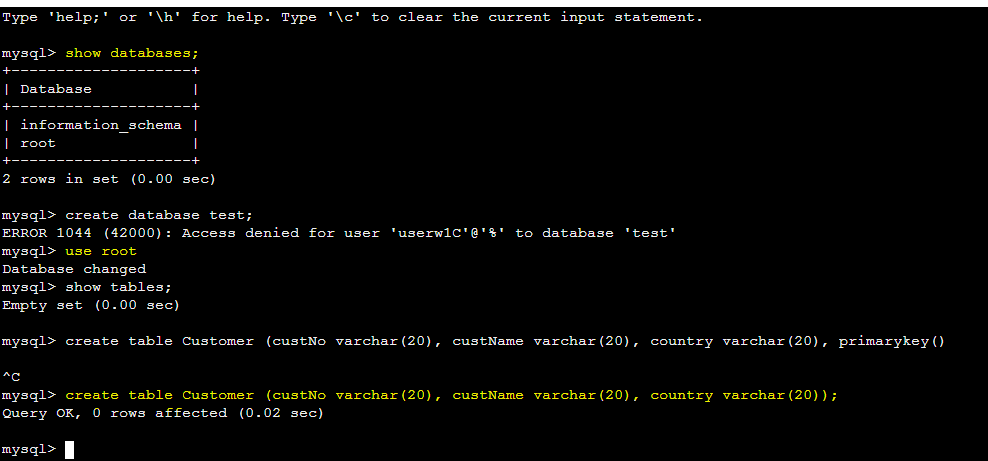 Type 'help;' or '\h' for help. Type '\c' to clear the current input statement.
mysql> show databases;
+--------------------+
| Database           |
+--------------------+
| information_schema |
| root               |
+--------------------+
2 rows in set (0.00 sec)
mysql> create database test;
ERROR 1044 (42000): Access denied for user 'userw1C'@'%' to database 'test'
mysql> use root
Database changed
mysql> show tables;
Empty set (0.00 sec)
mysql> create table Customer (custNo varchar(20), custName varchar(20), country varchar(20), primarykey()
^C
mysql> create table Customer (custNo varchar(20), custName varchar(20), country varchar(20));
Query OK, 0 rows affected (0.02 sec)
mysql>